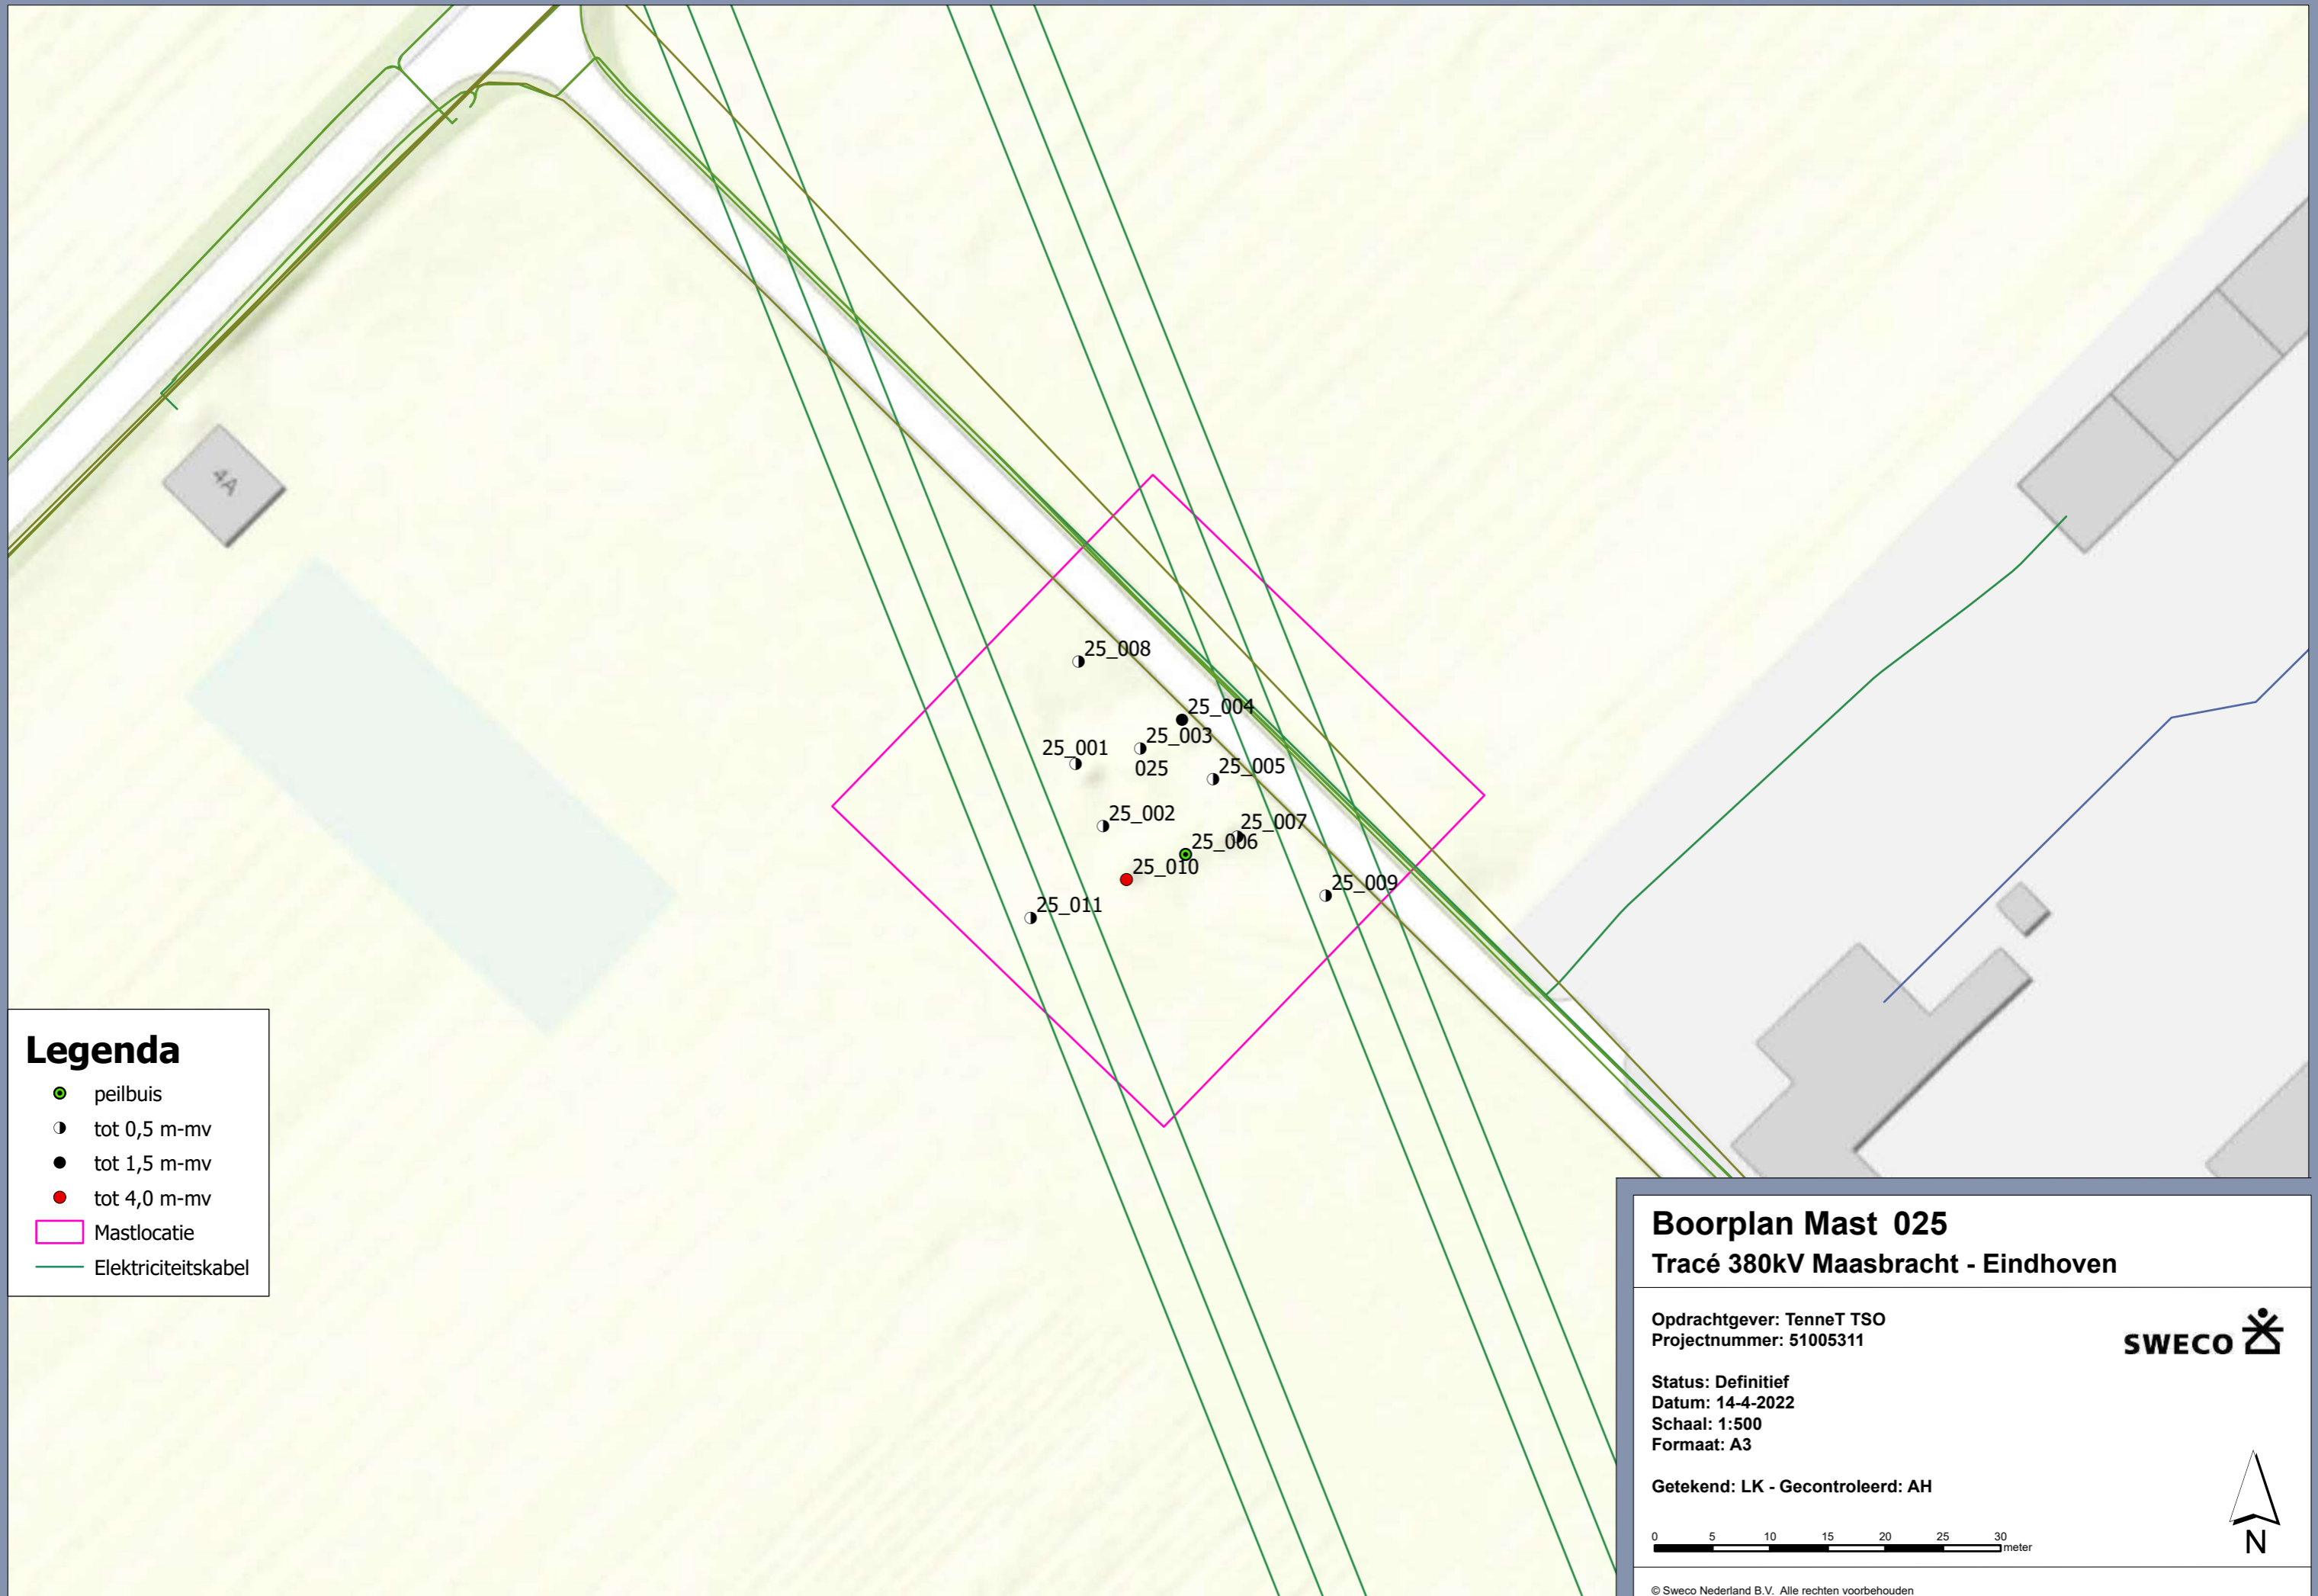 4A
25_008
25_004
25_003
25_001
025
25_005
25_002
25_007
25_006
25_010
25_009
25_011
Legenda
peilbuis
tot 0,5 m-mv
tot 1,5 m-mv
tot 4,0 m-mv
Mastlocatie
Elektriciteitskabel
Boorplan Mast 025
Tracé 380kV Maasbracht - Eindhoven
Opdrachtgever: TenneT TSO
Projectnummer: 51005311
SWECO
Status: Definitief
Datum: 14-4-2022
Schaal: 1:500
Formaat: A3
Getekend: LK - Gecontroleerd: AH
0 5 10 15 20 25 30
meter
N
© Sweco Nederland B.V. Alle rechten voorbehouden